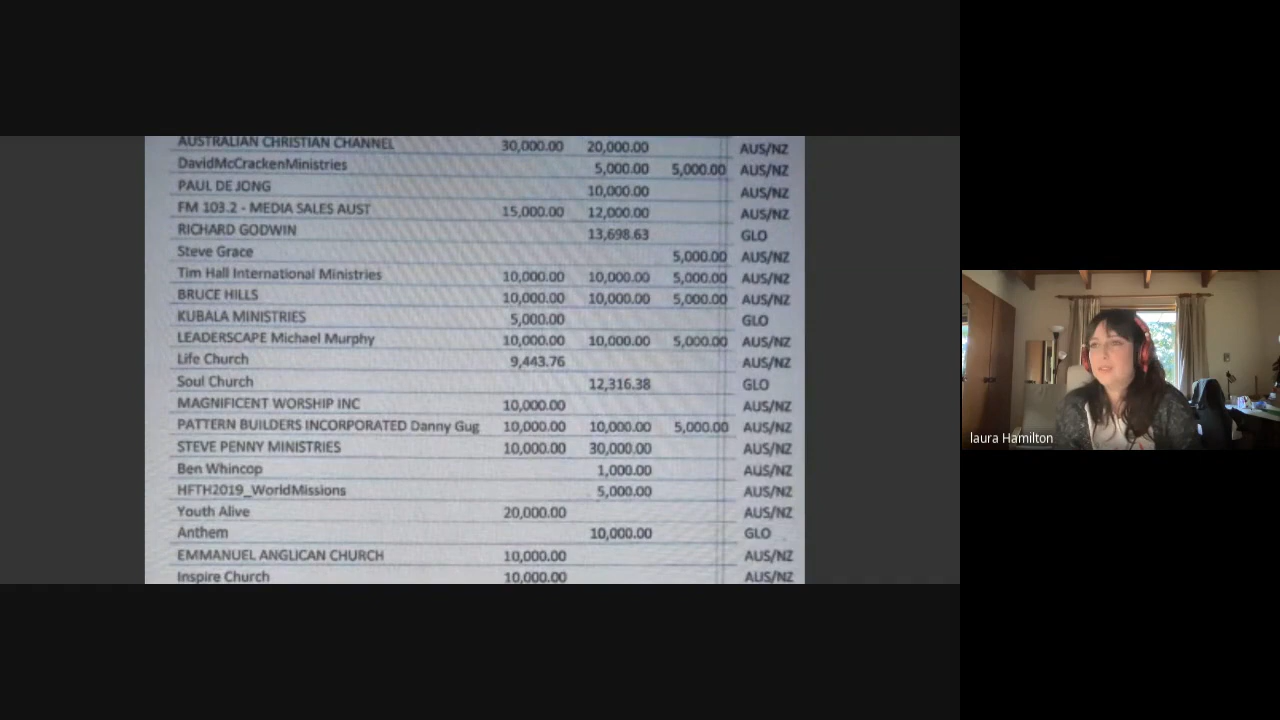 AUSTRALIAN CHRISTIAN CHANNEL 30,000.00 20,000.00 AUS/NZ
DavidMcCrackenMinistries 5,000.00 5,000.00 AUS/NZ
PAUL DE JONG 10,000.00 AUS/NZ
FM 103.2 - MEDIA SALES AUST 15,000.00 12,000.00 AUS/NZ
RICHARD GODWIN 13,698.63 GLO
Steve Grace 5,000.00 AUS/NZ
Tim Hall International Ministries 10,000.00 10,000.00 5,000.00 AUS/NZ
BRUCE HILLS 10,000.00 10,000.00 5,000.00 AUS/NZ
KUBALA MINISTRIES 5,000.00 GLO
LEADERSCAPE Michael Murphy 10,000.00 10,000.00 5,000.00 AUS/NZ
Life Church 9,443.76 AUS/NZ
Soul Church 12,316.38 GLO
MAGNIFICENT WORSHIP INC 10,000.00 AUS/NZ
PATTERN BUILDERS INCORPORATED Danny Gug 10,000.00 10,000.00 5,000.00 AUS/NZ
STEVE PENNY MINISTRIES 10,000.00 30,000.00 AUS/NZ
Ben Whincop 1,000.00 AUS/NZ
HFTH2019_WorldMissions 5,000.00 AUS/NZ
Youth Alive 20,000.00 AUS/NZ
Anthem 10,000.00 GLO
EMMANUEL ANGLICAN CHURCH 10,000.00 AUS/NZ
Inspire Church 10,000.00 AUS/NZ
laura Hamilton